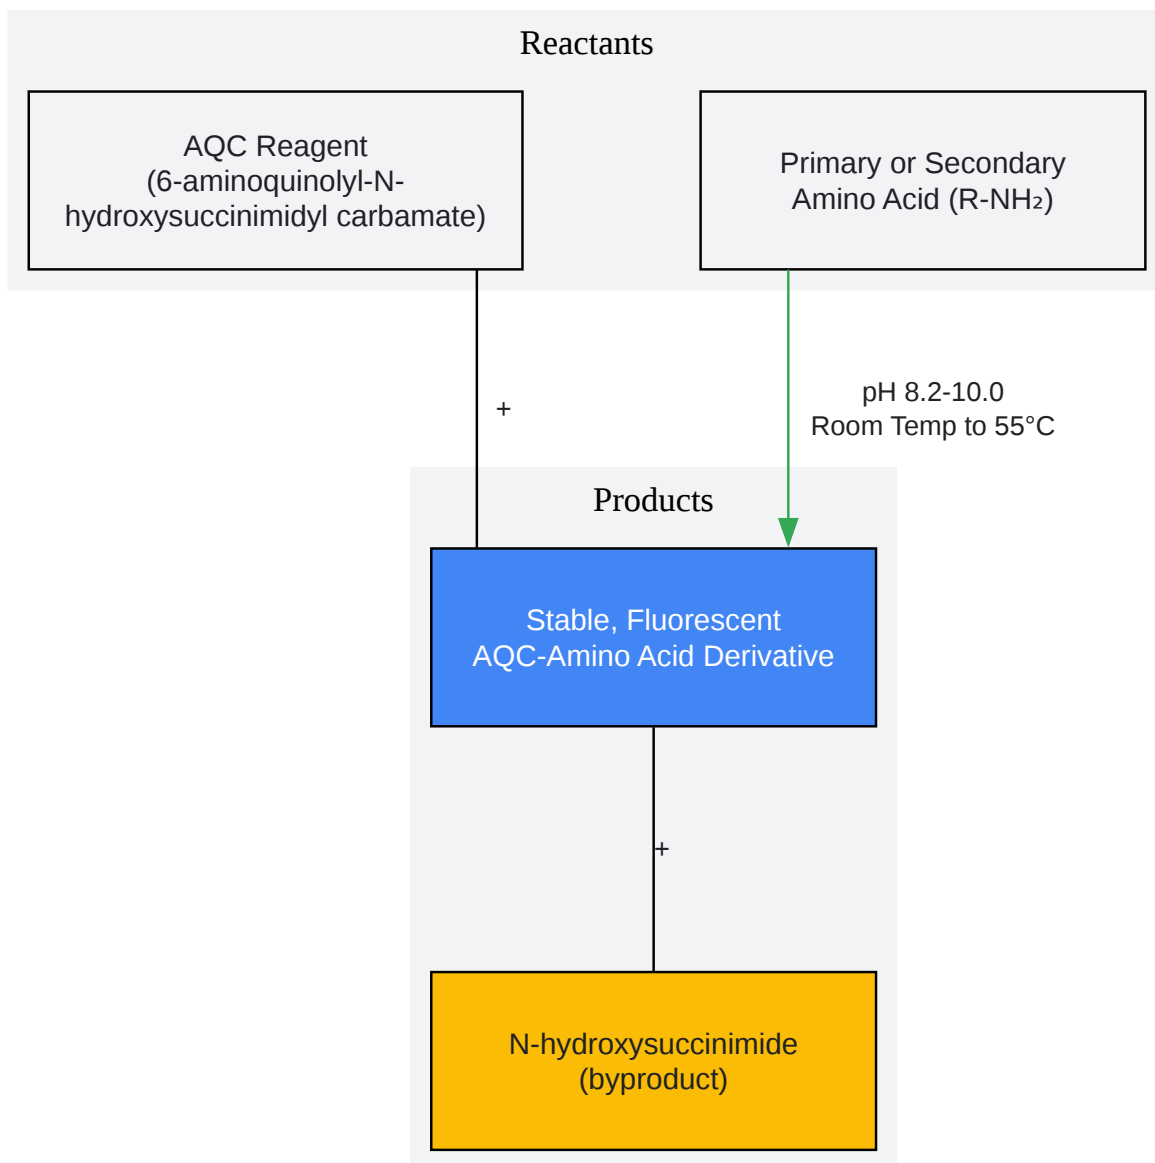 Reactants
AQC Reagent
(6-aminoquinolyl-N-
hydroxysuccinimidyl carbamate)
Primary or Secondary
Amino Acid (R-NH₂)
+
pH 8.2-10.0
Room Temp to 55°C
Products
Stable, Fluorescent
AQC-Amino Acid Derivative
+
N-hydroxysuccinimide
(byproduct)